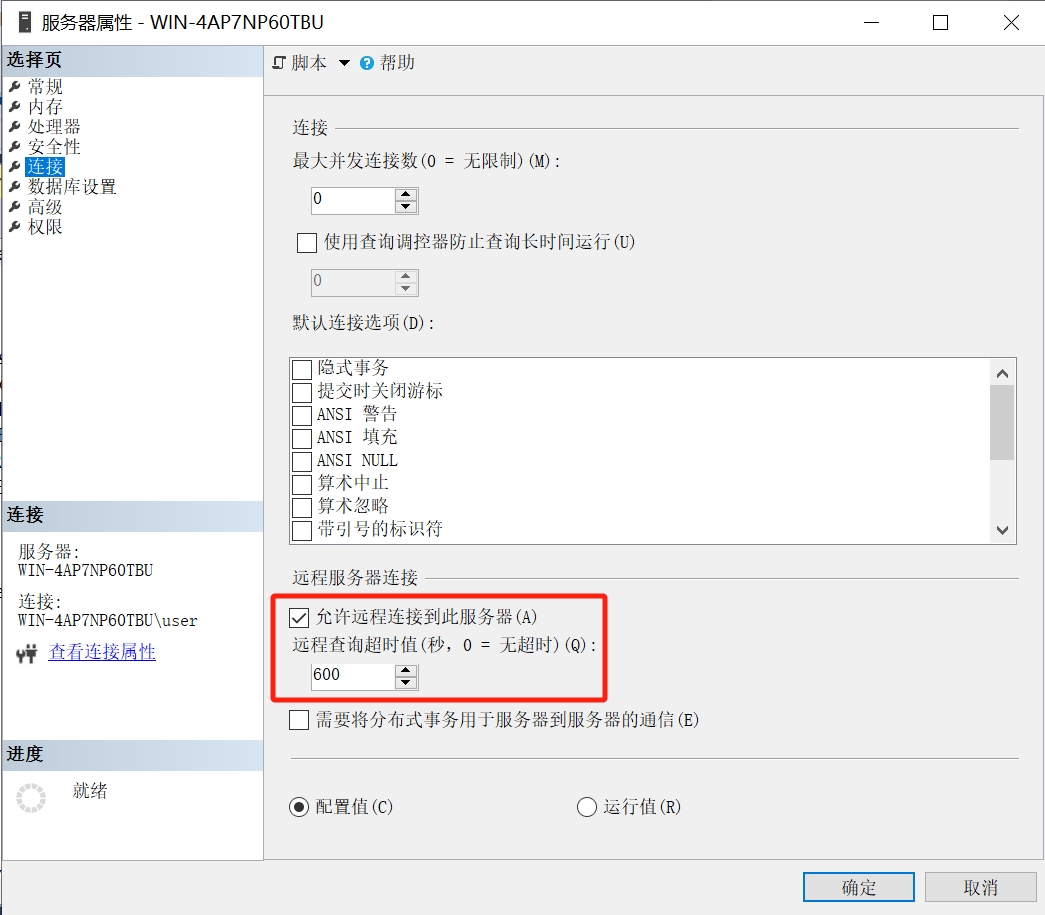 服务器属性 - WIN-4AP7NP60TBU
选择页
常规
内存
处理器
安全性
连接
数据库设置
高级
权限
连接
服务器:
WIN-4AP7NP60TBU
连接:
WIN-4AP7NP60TBU\user
查看连接属性
进度
就绪
脚本
帮助
连接
最大并发连接数(0 = 无限制)(M):
0
使用查询调控器防止查询长时间运行(U)
0
默认连接选项(D):
隐式事务
提交时关闭游标
ANSI 警告
ANSI 填充
ANSI NULL
算术中止
算术忽略
带引号的标识符
远程服务器连接
允许远程连接到此服务器(A)
远程查询超时值(秒，0 = 无超时)(Q):
600
需要将分布式事务用于服务器到服务器的通信(E)
配置值(C)
运行值(R)
确定
取消